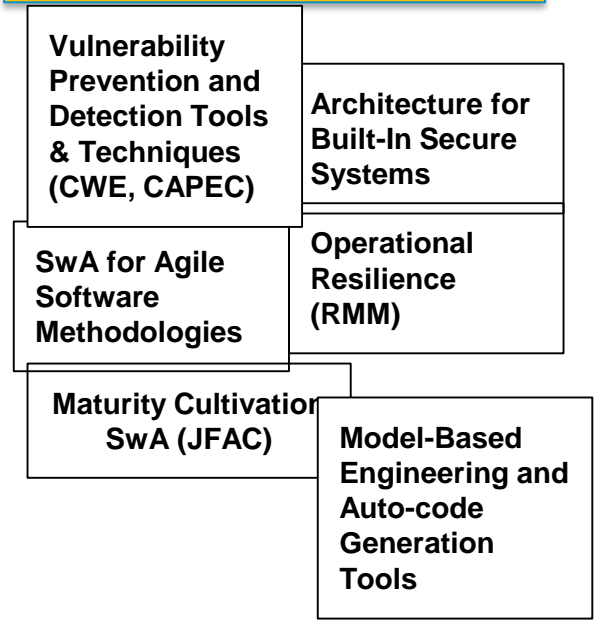 Vulnerability
Prevention and
Detection Tools
& Techniques
(CWE, CAPEC)
Architecture for
Built-In Secure
Systems
SwA for Agile
Software
Methodologies
Operational
Resilience
(RMM)
Maturity Cultivation
SwA (JFAC)
Model-Based
Engineering and
Auto-code
Generation
Tools